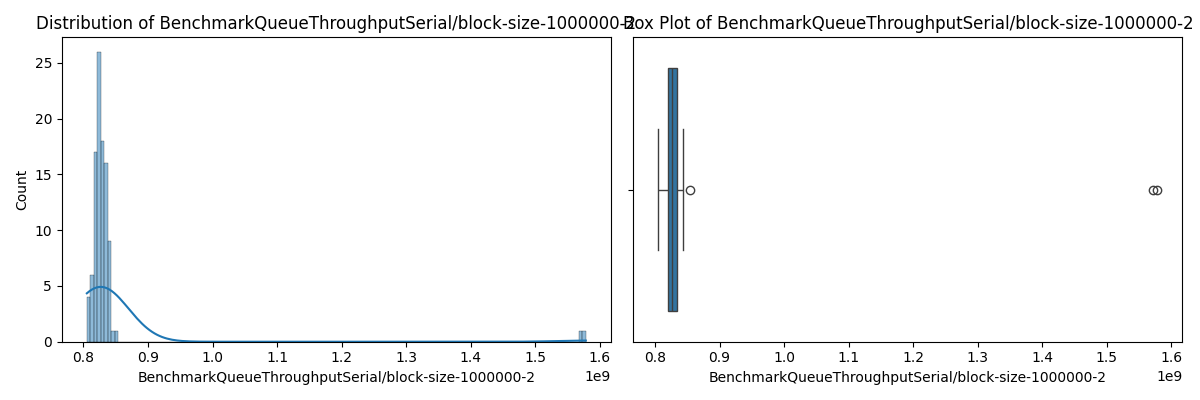 Distribution of BenchmarkQueueThroughputSerial/block-size-1000000-2
Box Plot of BenchmarkQueueThroughputSerial/block-size-1000000-2
25
20
15
10
5
0
Count
0.8 0.9 1.0 1.1 1.2 1.3 1.4 1.5 1.6
1e9
BenchmarkQueueThroughputSerial/block-size-1000000-2
0.8 0.9 1.0 1.1 1.2 1.3 1.4 1.5 1.6
1e9
BenchmarkQueueThroughputSerial/block-size-1000000-2